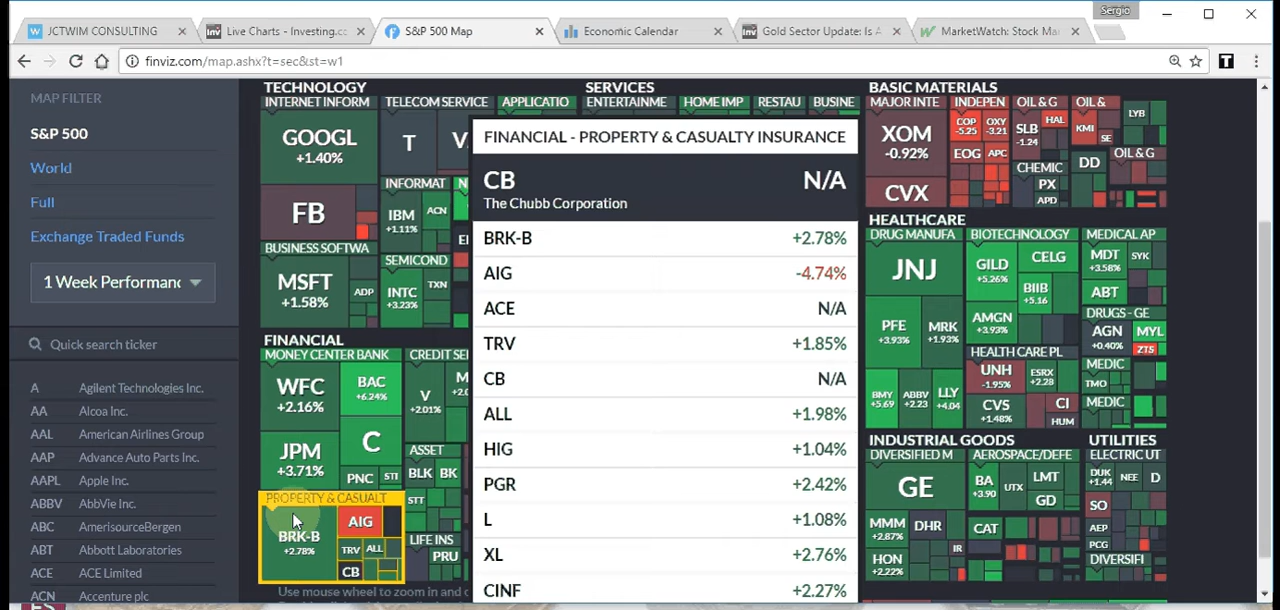 Sergio
JCTWIM CONSULTING
Live Charts - Investing.co
S&P 500 Map
Economic Calendar
Gold Sector Update: Is A
MarketWatch: Stock Ma
finviz.com/map.ashx?t=sec&st=w1
MAP FILTER
S&P 500
World
Full
Exchange Traded Funds
1 Week Performanc
Quick search ticker
A Agilent Technologies Inc.
AA Alcoa Inc.
AAL American Airlines Group
AAP Advance Auto Parts Inc.
AAPL Apple Inc.
ABBV AbbVie Inc.
ABC AmerisourceBergen
ABT Abbott Laboratories
ACE ACE Limited
ACN Accenture plc
TECHNOLOGY
INTERNET INFORM
GOOGL
+1.40%
FB
BUSINESS SOFTWA
MSFT
+1.58%
ADP
TELECOM SERVICE
T
V
INFORMAT
N
IBM
+1.11%
ACN
SEMICOND
INTC
+3.23%
TXN
APPLICATIO
SERVICES
ENTERTAINME
HOME IMP
RESTAU
BUSINE
FINANCIAL
MONEY CENTER BANK
WFC
+2.16%
BAC
+6.24%
JPM
+3.71%
C
PNC
STI
CREDIT SE
V
+2.01%
M
+2.0
ASSET
BLK
BK
STT
PROPERTY & CASUALT
BRK-B
+2.78%
AIG
TRV
ALL
CB
LIFE INS
PRU
Use mouse wheel to zoom in and o
FINANCIAL - PROPERTY & CASUALTY INSURANCE
CB N/A
The Chubb Corporation
BRK-B +2.78%
AIG -4.74%
ACE N/A
TRV +1.85%
CB N/A
ALL +1.98%
HIG +1.04%
PGR +2.42%
L +1.08%
XL +2.76%
CINF +2.27%
BASIC MATERIALS
MAJOR INTE
XOM
-0.92%
CVX
INDEPEN
COP
-5.25
OXY
-3.21
EOG
APC
OIL & G
SLB
-1.24
HAL
CHEMIC
PX
APD
OIL &
KMI
SE
DD
LYB
OIL & G
HEALTHCARE
DRUG MANUFA
JNJ
PFE
+3.93%
MRK
+1.93%
BMY
+5.69
ABBV
+2.23
LLY
+4.04
BIOTECHNOLOGY
GILD
+5.26%
CELG
BIIB
+5.16
AMGN
+3.93%
HEALTH CARE PL
UNH
-1.95%
ESRX
+2.28
CVS
+1.48%
CI
HUM
MEDICAL AP
MDT
+3.58%
SYK
ABT
DRUGS - GE
AGN
+0.40%
MYL
ZTS
MEDIC
TMO
MEDIC
INDUSTRIAL GOODS
DIVERSIFIED M
GE
MMM
+2.87%
DHR
HON
+2.22%
IR
AEROSPACE/DEFE
BA
+3.90
UTX
LMT
GD
CAT
UTILITIES
ELECTRIC UT
DUK
+1.44
NEE
D
SO
AEP
PCG
DIVERSIFI